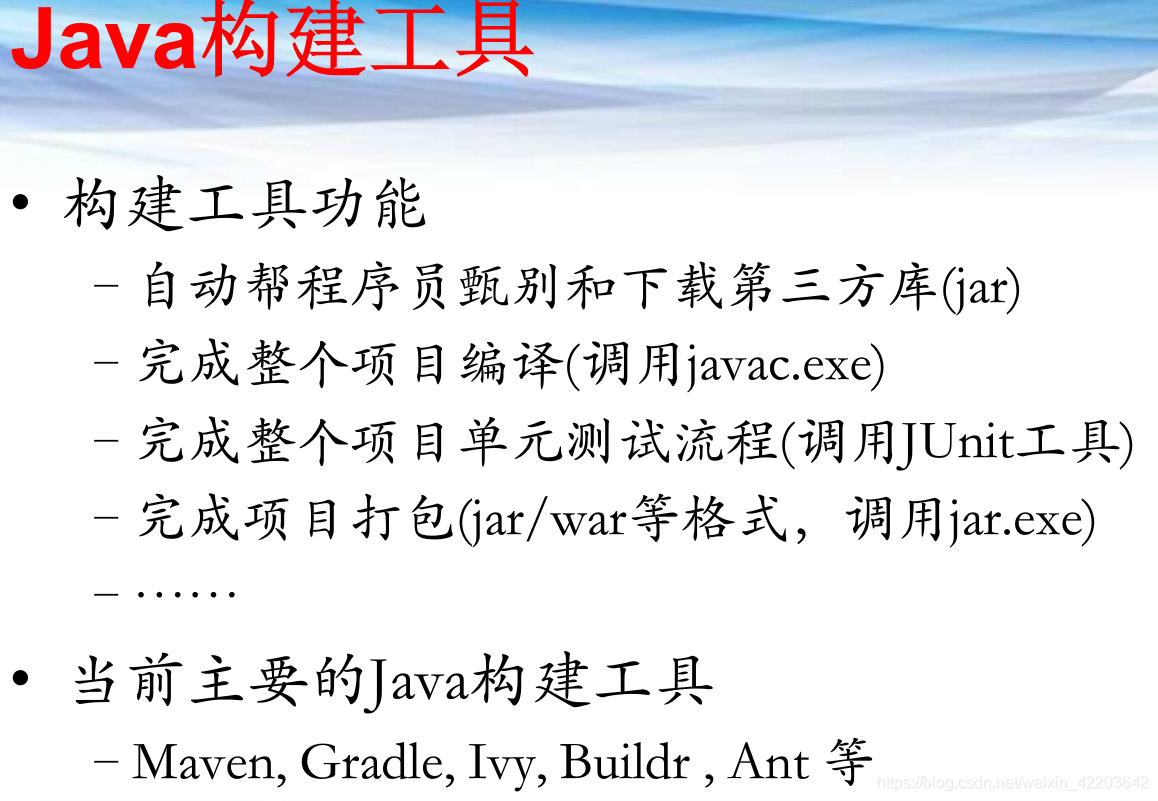 Java构建工具
• 构建工具功能
– 自动帮程序员甄别和下载第三方库(jar)
– 完成整个项目编译(调用javac.exe)
– 完成整个项目单元测试流程(调用JUnit工具)
– 完成项目打包(jar/war等格式，调用jar.exe)
– ……
• 当前主要的Java构建工具
– Maven, Gradle, Ivy, Buildr , Ant 等
https://blog.csdn.net/weixin_42203642